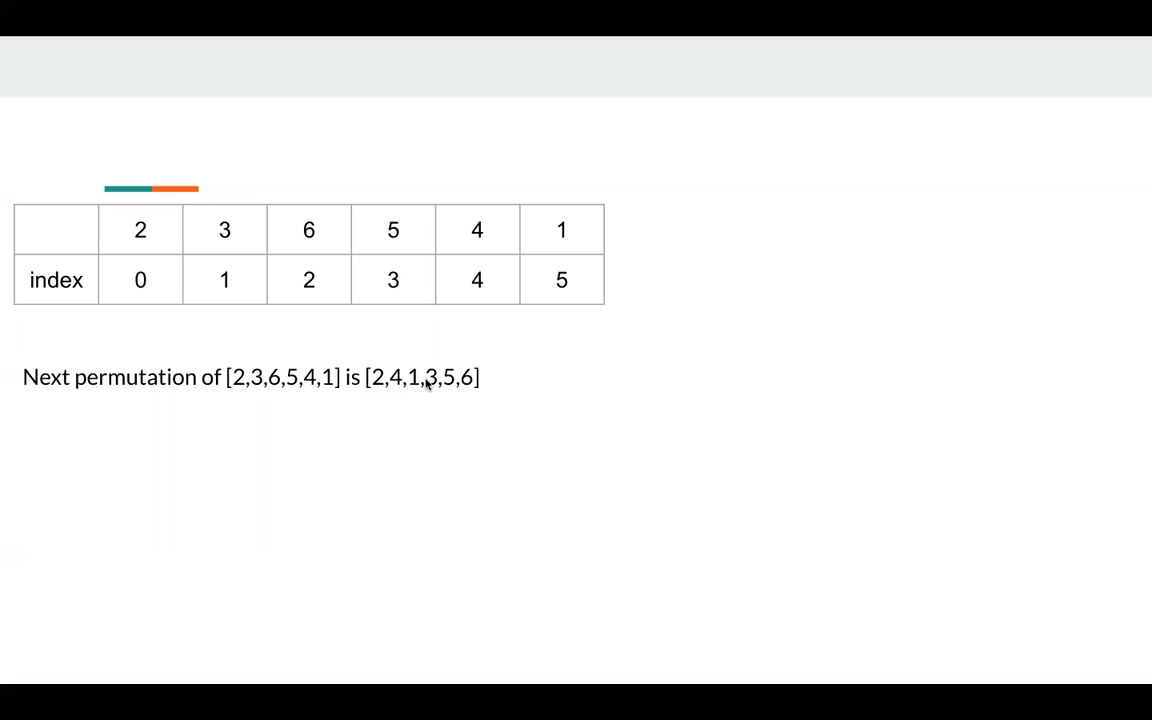 2 3 6 5 4 1
index 0 1 2 3 4 5
Next permutation of [2,3,6,5,4,1] is [2,4,1,3,5,6]